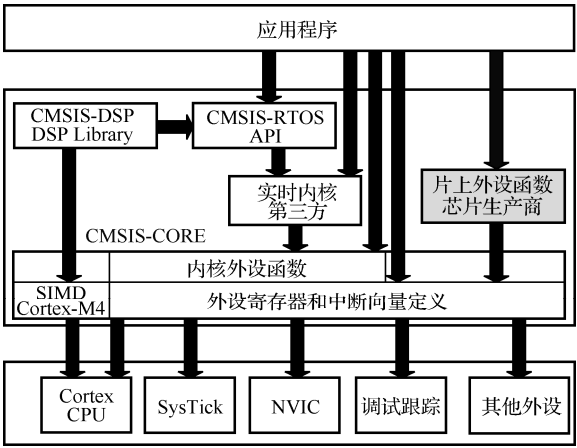 应用程序
CMSIS-DSP
DSP Library
CMSIS-RTOS
API
实时内核
第三方
片上外设函数
芯片生产商
CMSIS-CORE
内核外设函数
SIMD
Cortex-M4
外设寄存器和中断向量定义
Cortex
CPU
SysTick
NVIC
调试跟踪
其他外设